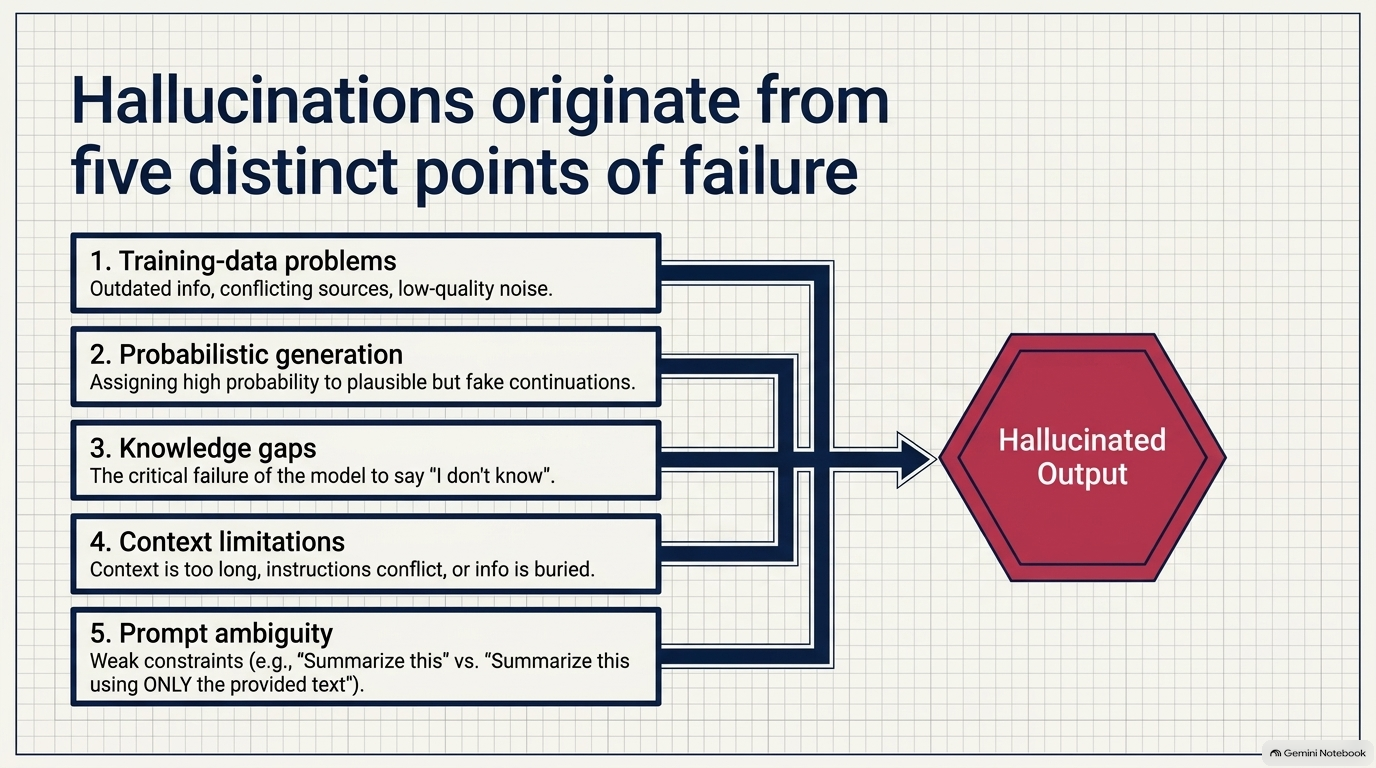 Hallucinations originate from
five distinct points of failure
1. Training-data problems
Outdated info, conflicting sources, low-quality noise.
2. Probabilistic generation
Assigning high probability to plausible but fake continuations.
3. Knowledge gaps
The critical failure of the model to say "I don't know".
4. Context limitations
Context is too long, instructions conflict, or info is buried.
5. Prompt ambiguity
Weak constraints (e.g., “Summarize this" vs. “Summarize this
using ONLY the provided text").
Hallucinated
Output
Gemini Notebook